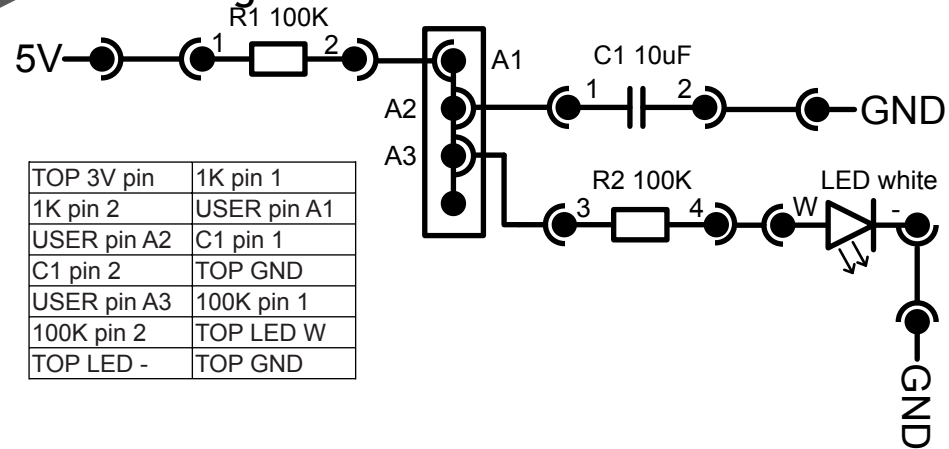 R1 100K
5V
1
2
A1
C1 10uF
1
2
GND
A2
A3
R2 100K
LED white
3
4
W
-
GND
TOP 3V pin 1K pin 1
1K pin 2 USER pin A1
USER pin A2 C1 pin 1
C1 pin 2 TOP GND
USER pin A3 100K pin 1
100K pin 2 TOP LED W
TOP LED - TOP GND